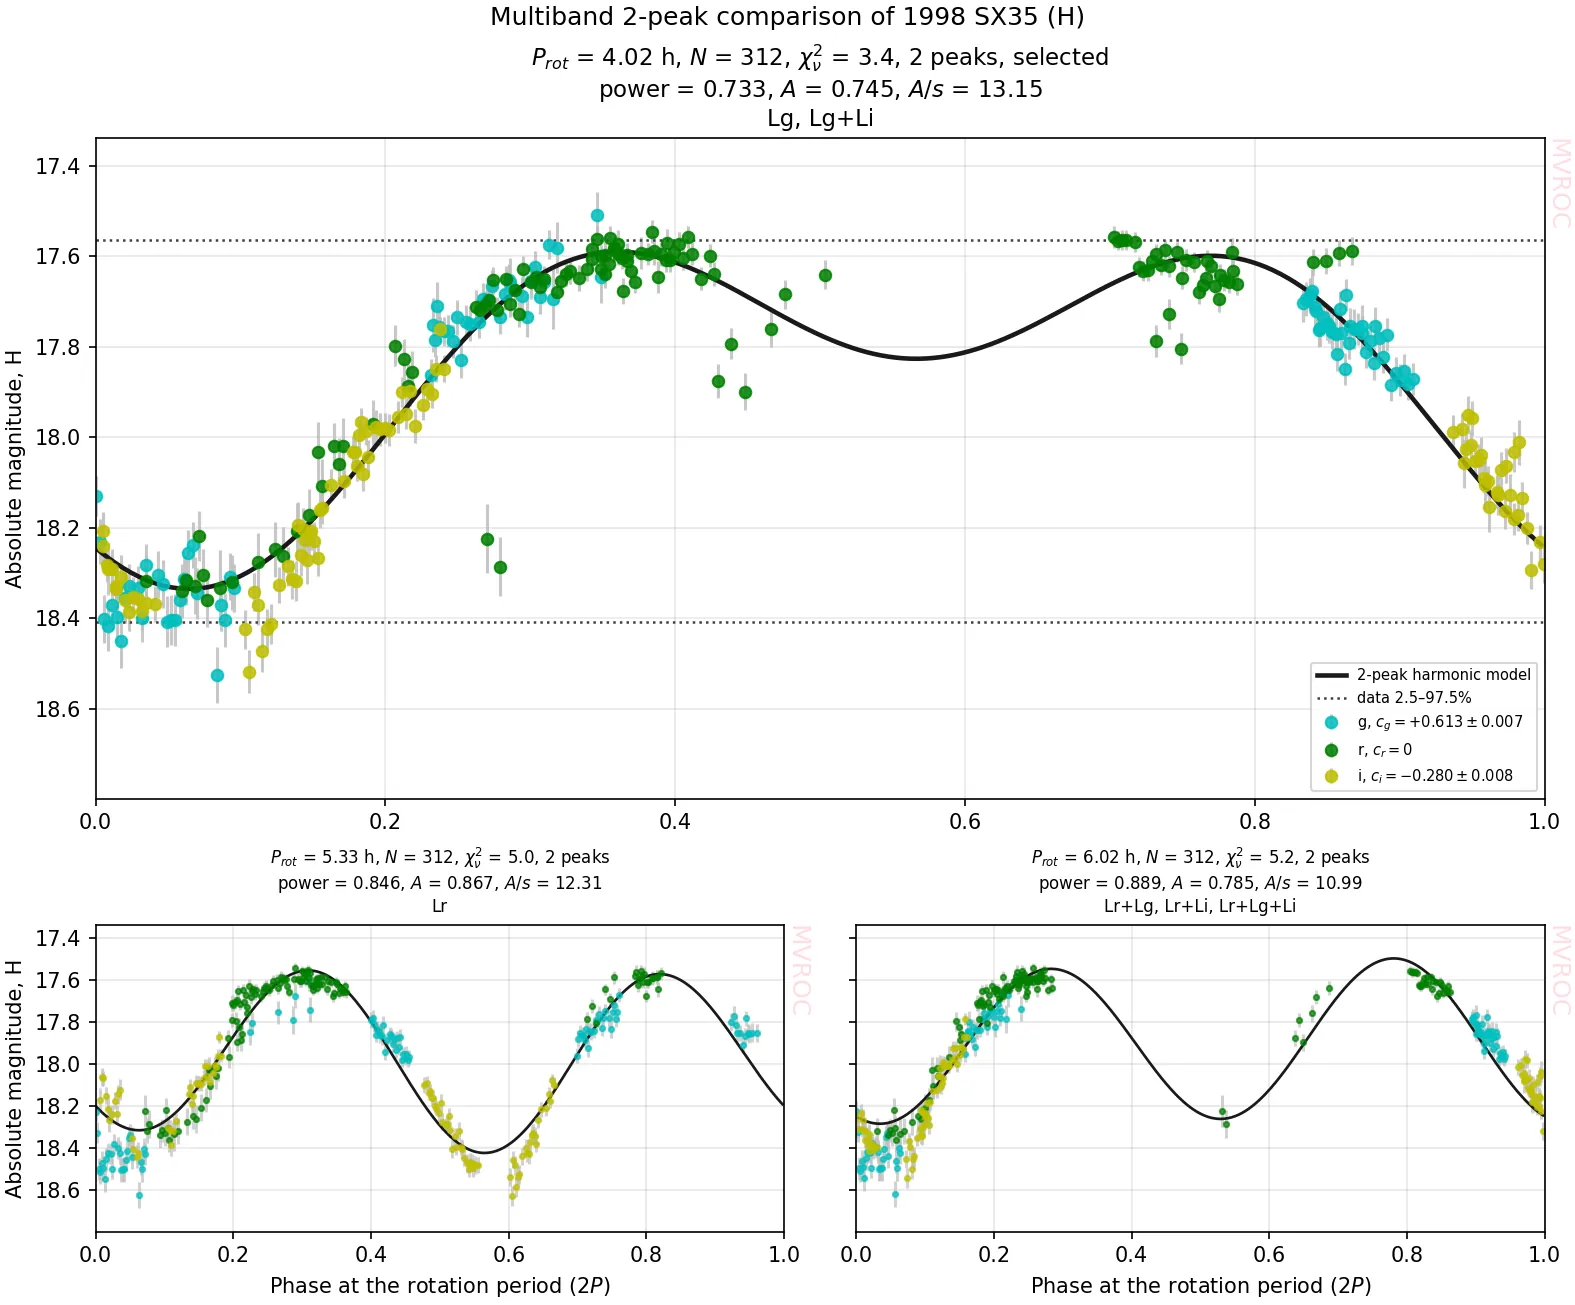 Multiband 2-peak comparison of 1998 SX35 (H)
P_rot = 4.02 h, N = 312, χ²_ν = 3.4, 2 peaks, selected
power = 0.733, A = 0.745, A/s = 13.15
Lg, Lg+Li
MVROC
Absolute magnitude, H
17.4
17.6
17.8
18.0
18.2
18.4
18.6
2-peak harmonic model
data 2.5–97.5%
g, c_g = +0.613 ± 0.007
r, c_r = 0
i, c_i = −0.280 ± 0.008
0.0 0.2 0.4 0.6 0.8 1.0
P_rot = 5.33 h, N = 312, χ²_ν = 5.0, 2 peaks
power = 0.846, A = 0.867, A/s = 12.31
Lr
MVROC
Absolute magnitude, H
17.4
17.6
17.8
18.0
18.2
18.4
18.6
0.0 0.2 0.4 0.6 0.8 1.0
Phase at the rotation period (2P)
P_rot = 6.02 h, N = 312, χ²_ν = 5.2, 2 peaks
power = 0.889, A = 0.785, A/s = 10.99
Lr+Lg, Lr+Li, Lr+Lg+Li
MVROC
0.0 0.2 0.4 0.6 0.8 1.0
Phase at the rotation period (2P)